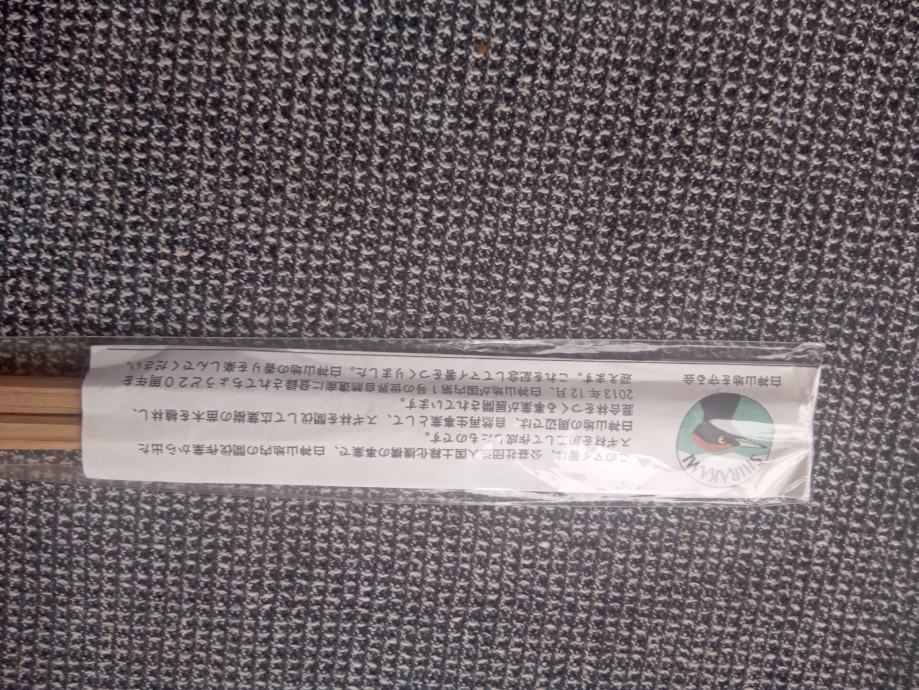 このマイ箸は、公益社団法人国土緑化推進機構の事業で、白神山地内の間伐作業から出た
スギ材を加工して作成したものです。
白神山地の周辺では、自然再生事業として、スギ林を間伐して広葉樹の苗木を植林し、
混合林をつくる事業が展開されています。
2013年12月、白神山地が国内第1号の世界自然遺産に登録されてちょうど20周年を
迎えます。これを記念してマイ箸をつくりました。白神山地の香りを楽しんでください
白神山地を守る会
SHIRAKAMI